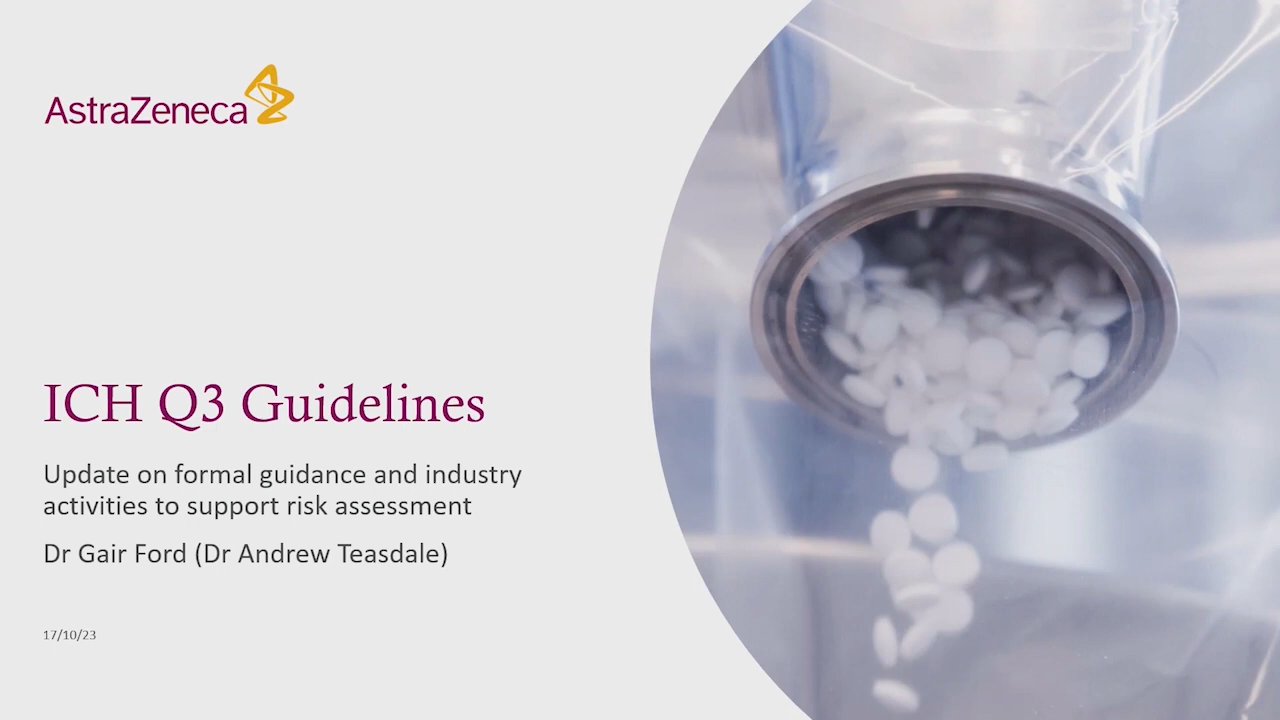 AstraZeneca
ICH Q3 Guidelines
Update on formal guidance and industry
activities to support risk assessment
Dr Gair Ford (Dr Andrew Teasdale)
17/10/23